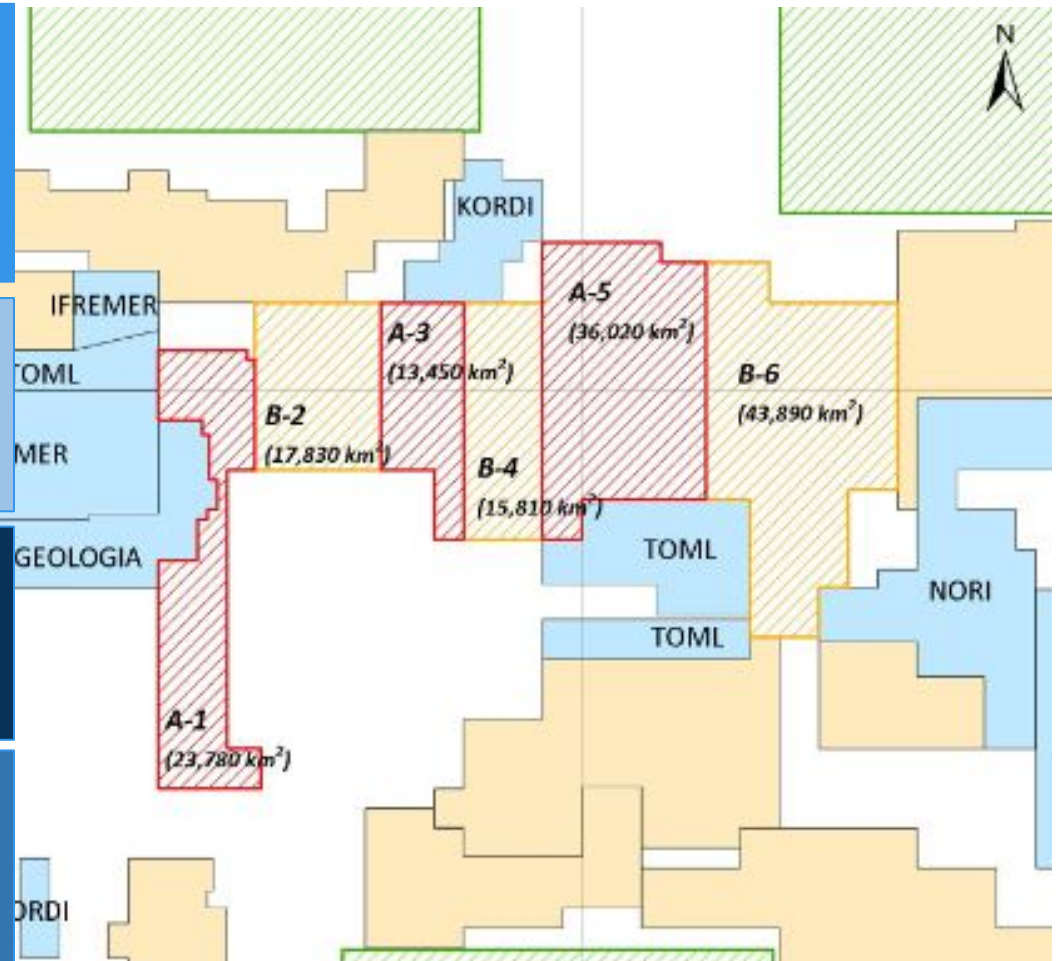 N
KORDI
IFREMER
A-5
(36,020 km²)
A-3
(13,450 km²)
TOML
B-6
(43,890 km²)
B-2
(17,830 km²)
MER
B-4
(15,810 km²)
GEOLOGIA
TOML
NORI
TOML
A-1
(23,780 km²)
ORDI